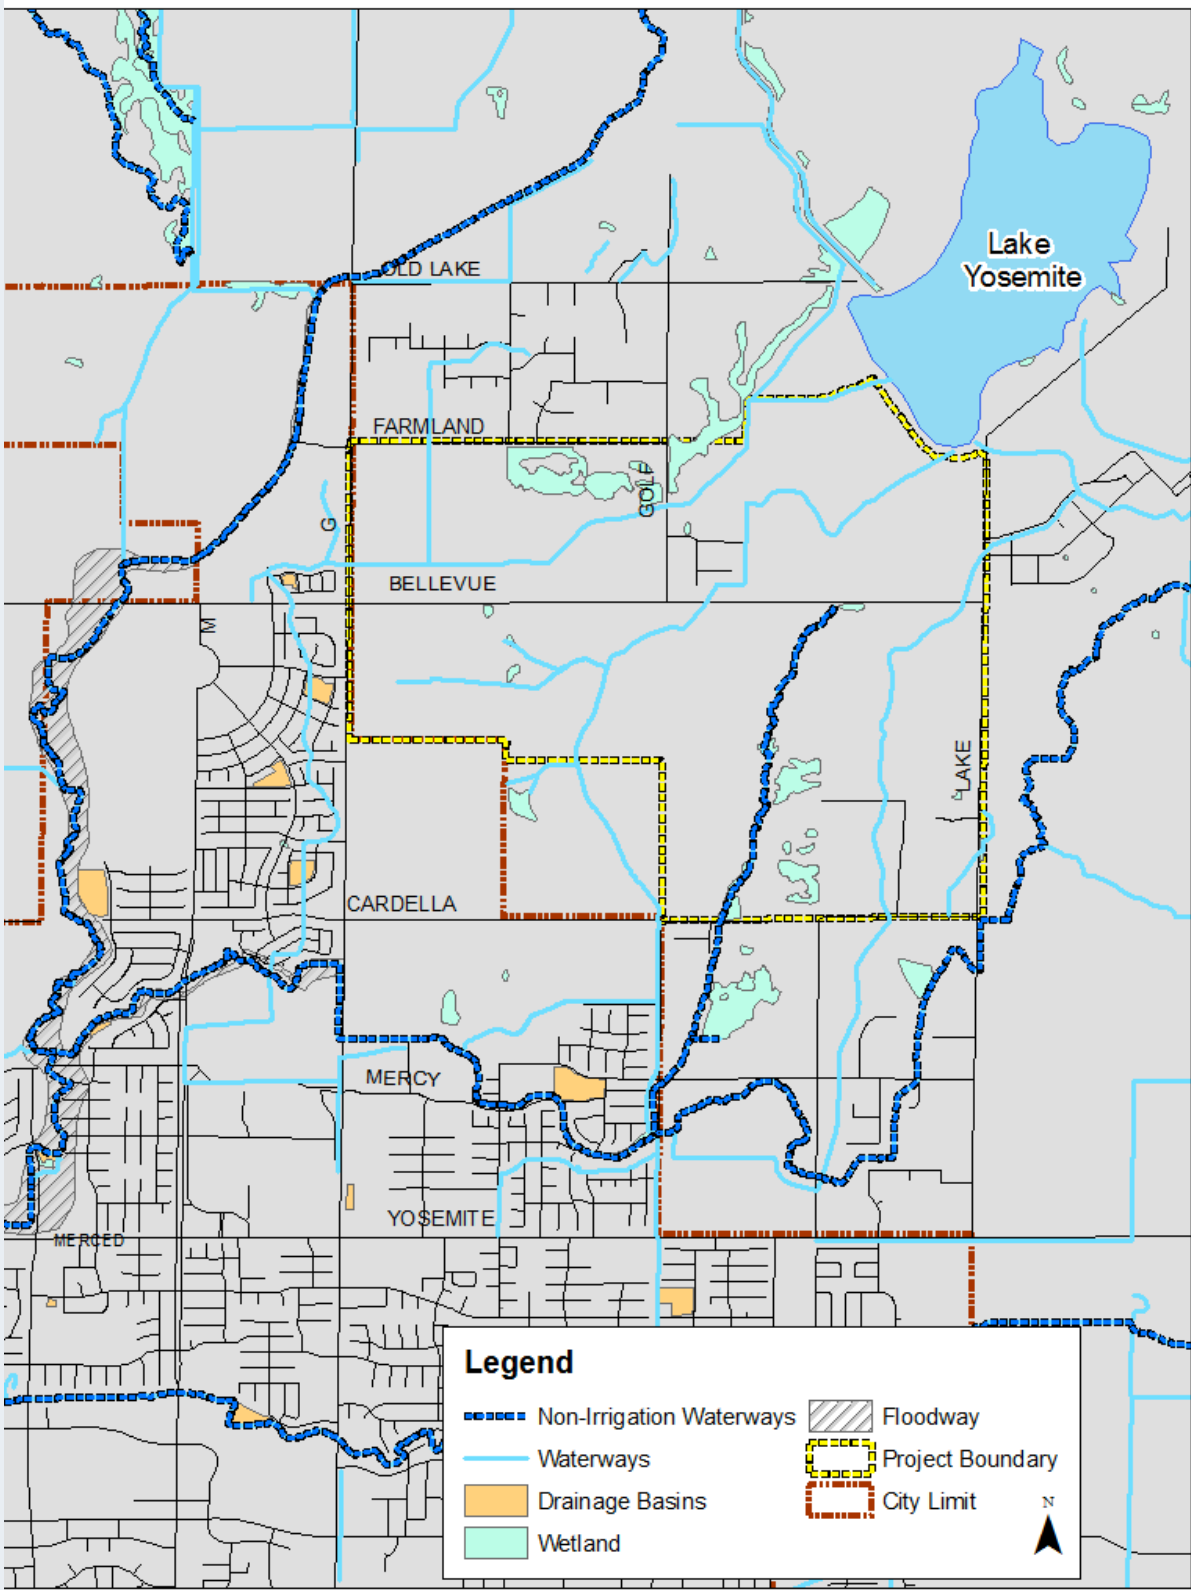 Lake
Yosemite
OLD LAKE
FARMLAND
GOLF
G
BELLEVUE
M
LAKE
CARDELLA
MERCY
YOSEMITE
MERCED
Legend
Non-Irrigation Waterways
Floodway
Waterways
Project Boundary
Drainage Basins
City Limit
N
Wetland